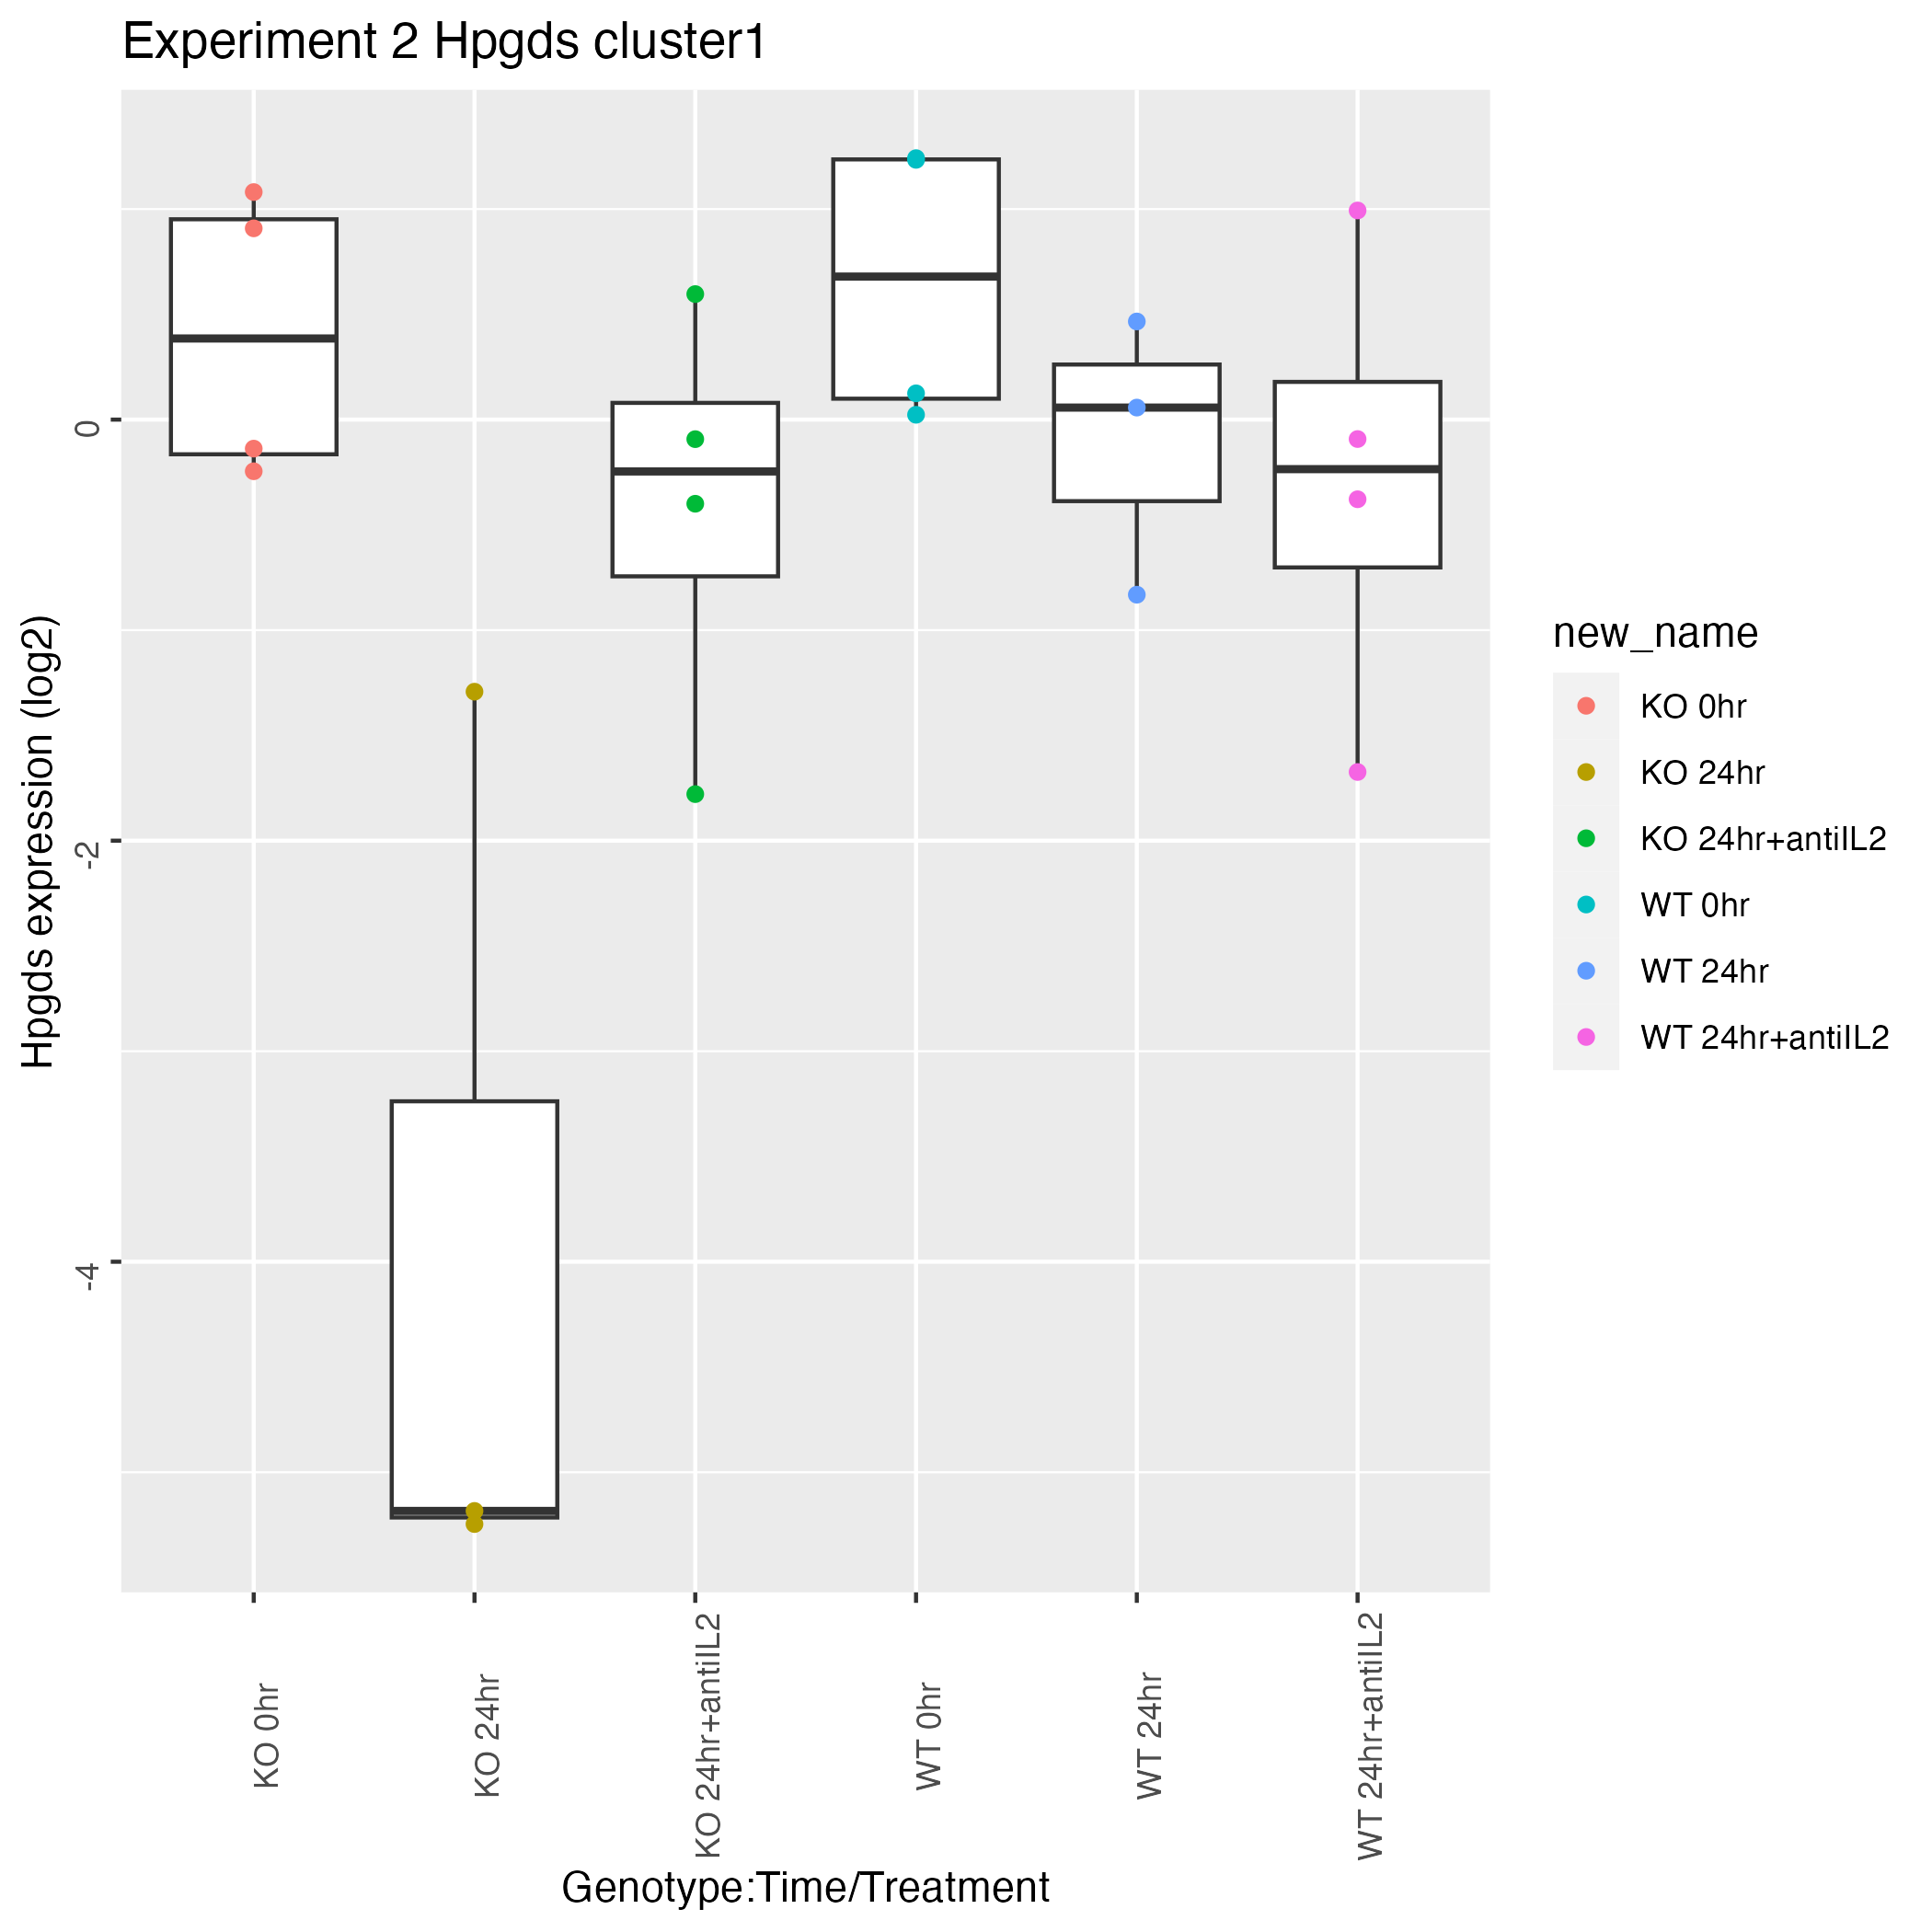 Experiment 2 Hpgds cluster1
Hpgds expression (log2)
0
-2
-4
KO 0hr
KO 24hr
KO 24hr+antiIL2
WT 0hr
WT 24hr
WT 24hr+antiIL2
Genotype:Time/Treatment
new_name
KO 0hr
KO 24hr
KO 24hr+antiIL2
WT 0hr
WT 24hr
WT 24hr+antiIL2